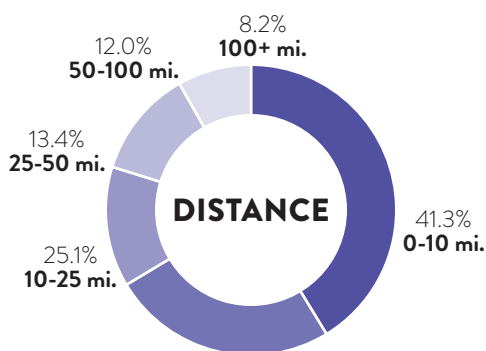 8.2%
100+ mi.
12.0%
50-100 mi.
13.4%
25-50 mi.
DISTANCE
41.3%
0-10 mi.
25.1%
10-25 mi.